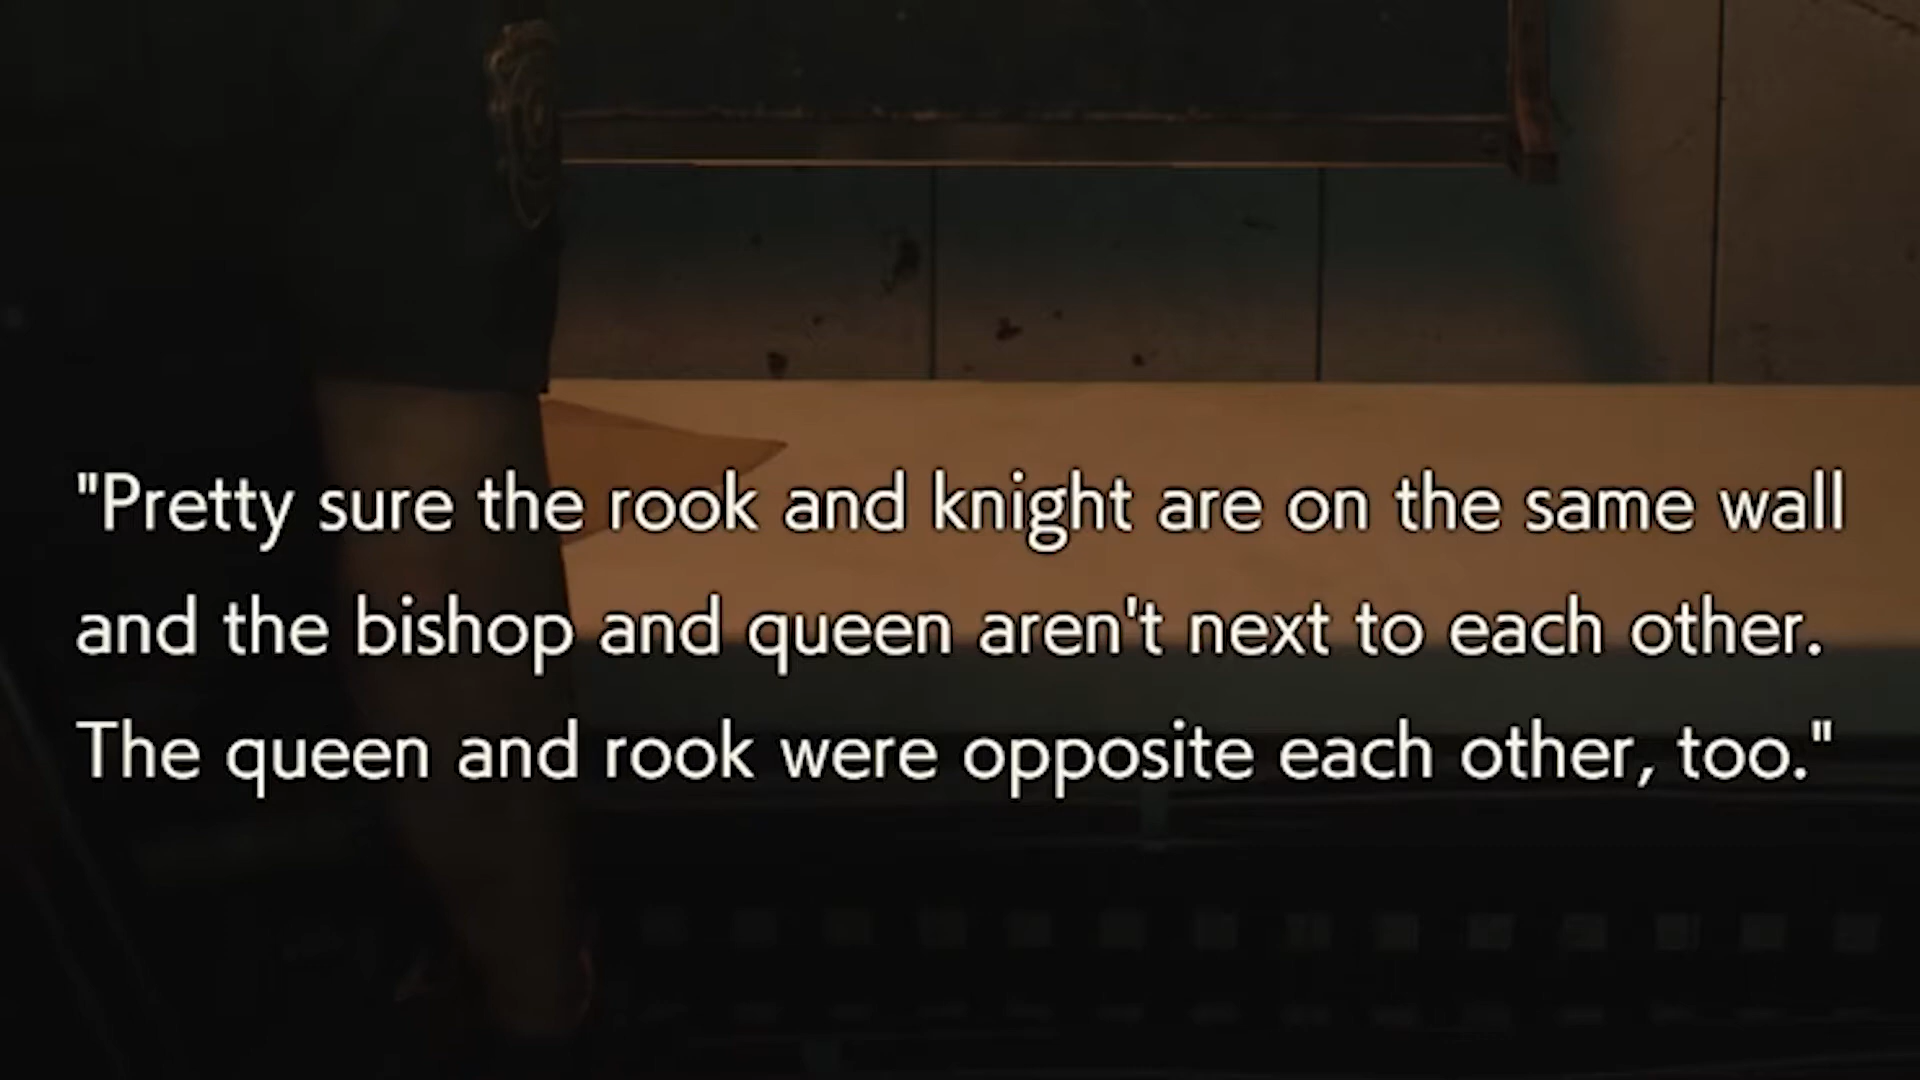 "Pretty sure the rook and knight are on the same wall
and the bishop and queen aren't next to each other.
The queen and rook were opposite each other, too."